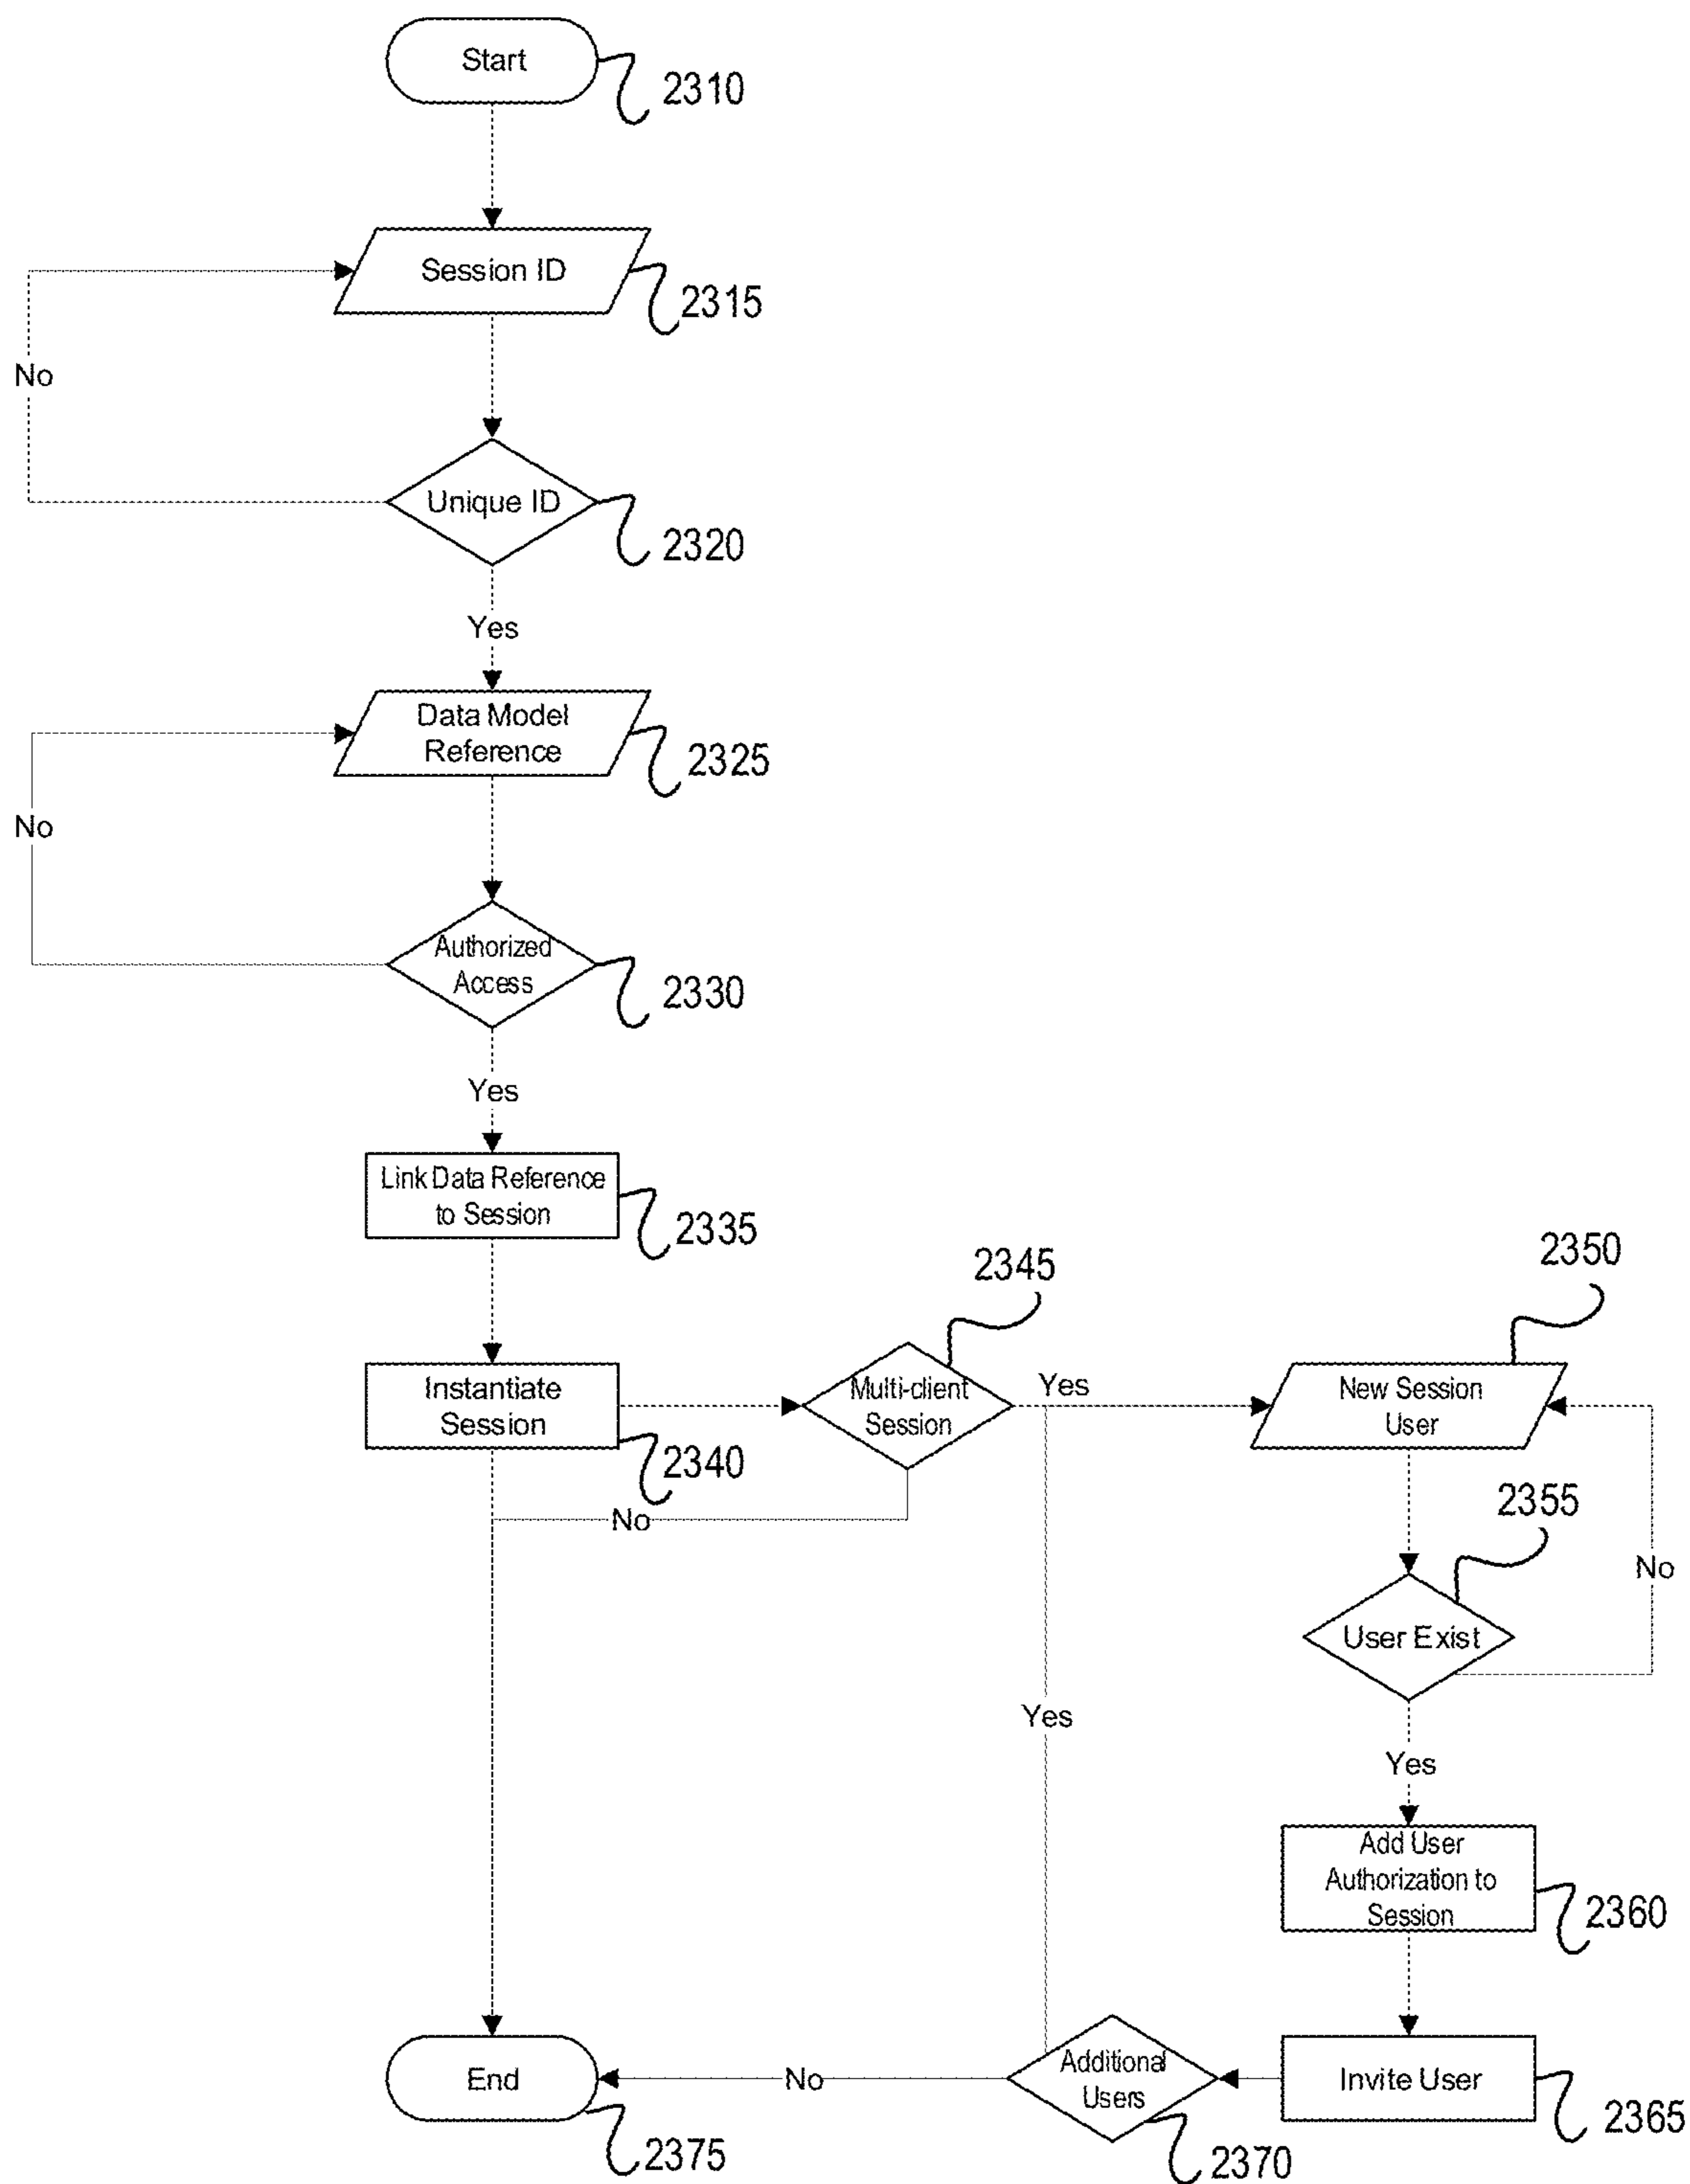 Start
2310
Session ID
2315
No
Unique ID
2320
Yes
Data Model
Reference
2325
No
Authorized
Access
2330
Yes
Link Data Reference
to Session
2335
Instantiate
Session
2340
2345
Multi-client
Session
Yes
No
2350
New Session
User
2355
No
User Exist
Yes
Yes
Add User
Authorization to
Session
2360
Invite User
2365
Additional
Users
2370
No
End
2375